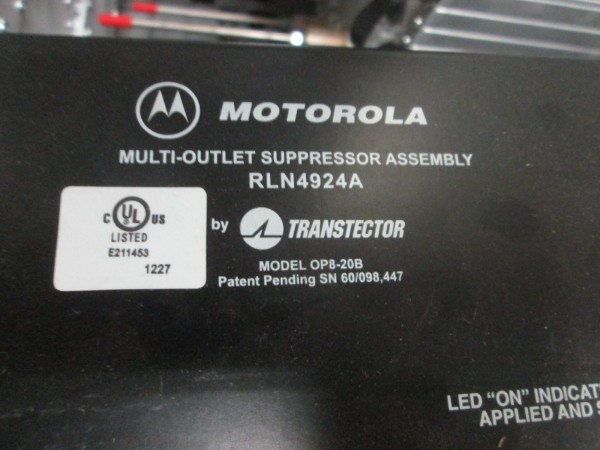 MOTOROLA
MULTI-OUTLET SUPPRESSOR ASSEMBLY
RLN4924A
C UL US
LISTED
E211453
1227
by TRANSTECTOR
MODEL OP8-20B
Patent Pending SN 60/098,447
LED "ON" INDICAT
APPLIED AND